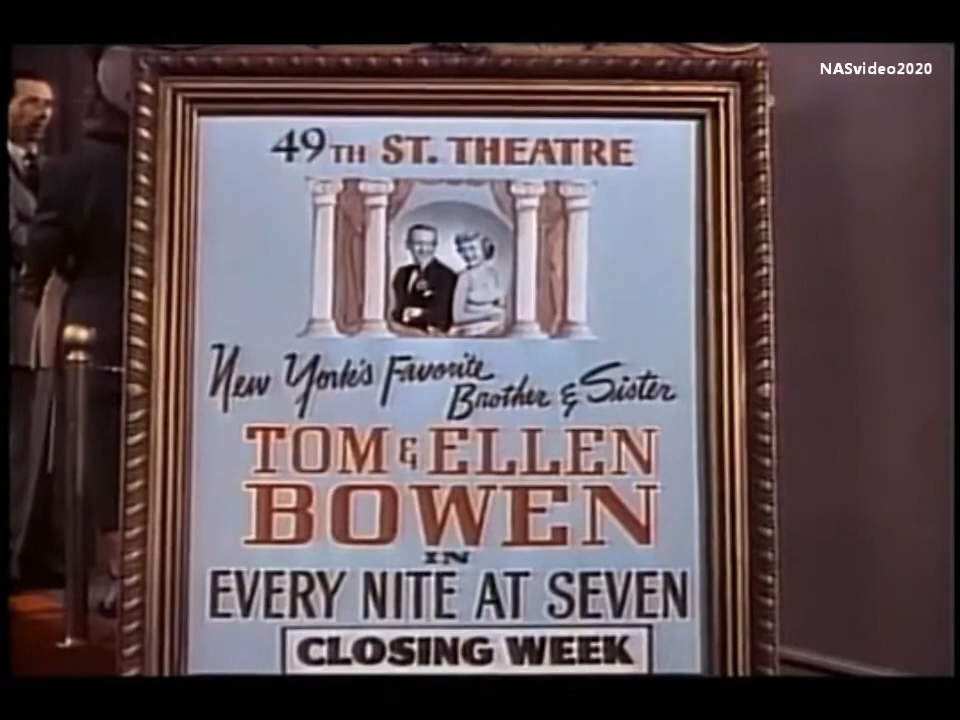 NASvideo2020
49TH ST. THEATRE
New York's Favorite
Brother & Sister
TOM & ELLEN
BOWEN
IN
EVERY NITE AT SEVEN
CLOSING WEEK